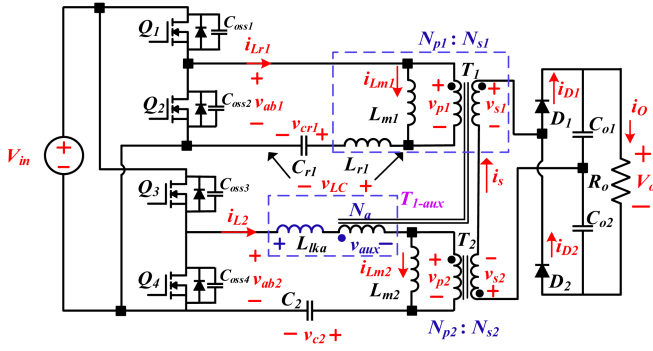 Q1
Coss1
iLr1
Np1 : Ns1
T1
iLm1
Lm1
vp1
vs1
iD1
D1
Co1
iO
Q2
Coss2
vab1
vcr1
Cr1
Lr1
vLC
is
Vin
Ro
Vo
Q3
Coss3
iL2
Na
T1-aux
Llka
vaux
T2
iLm2
Lm2
vp2
vs2
iD2
D2
Co2
Q4
Coss4
vab2
C2
vc2
Np2 : Ns2